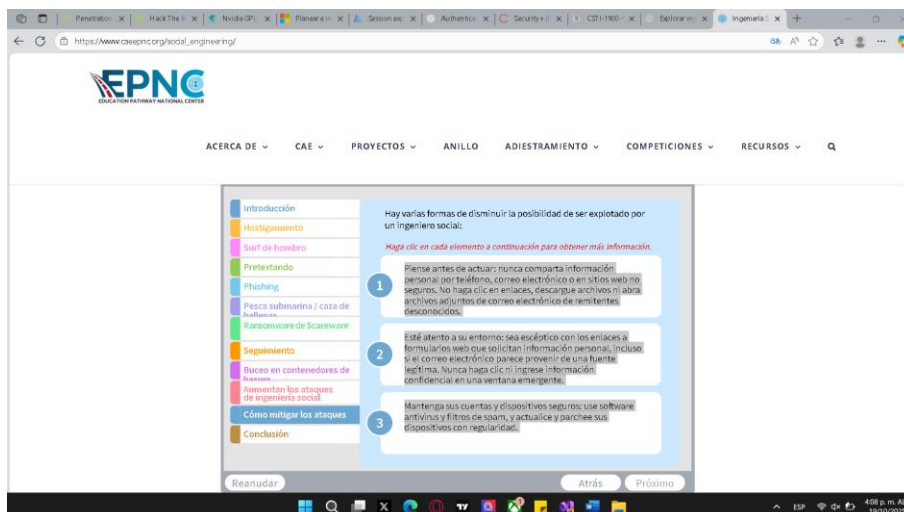 Penetration
Hack The
Nvidia GPU
Planear e in
Session exp
Authentic
Security+ (
CSTI-1900-
Exploring
Ingeniería S
https://www.caeepnc.org/social_engineering/
EPNC
EDUCATION PATHWAY NATIONAL CENTER
ACERCA DE CAE PROYECTOS ANILLO ADIESTRAMIENTO COMPETICIONES RECURSOS
Introducción
Hostigamiento
Surf de hombro
Pretextando
Phishing
Pesca submarina / caza de
ballenas
Ransomware de Scareware
Seguimiento
Buceo en contenedores de
basura
Aumentan los ataques
de ingeniería social
Cómo mitigar los ataques
Conclusión
Hay varias formas de disminuir la posibilidad de ser explotado por
un ingeniero social:
Haga clic en cada elemento a continuación para obtener más información.
1
Piense antes de actuar: nunca comparta información
personal por teléfono, correo electrónico o en sitios web no
seguros. No haga clic en enlaces, descargue archivos ni abra
archivos adjuntos de correo electrónico de remitentes
desconocidos.
2
Esté atento a su entorno: sea escéptico con los enlaces a
formularios web que solicitan información personal, incluso
si el correo electrónico parece provenir de una fuente
legítima. Nunca haga clic ni ingrese información
confidencial en una ventana emergente.
3
Mantenga sus cuentas y dispositivos seguros: use software
antivirus y filtros de spam, y actualice y parchee sus
dispositivos con regularidad.
Reanudar Atrás Próximo
ESP
4:08 p. m.